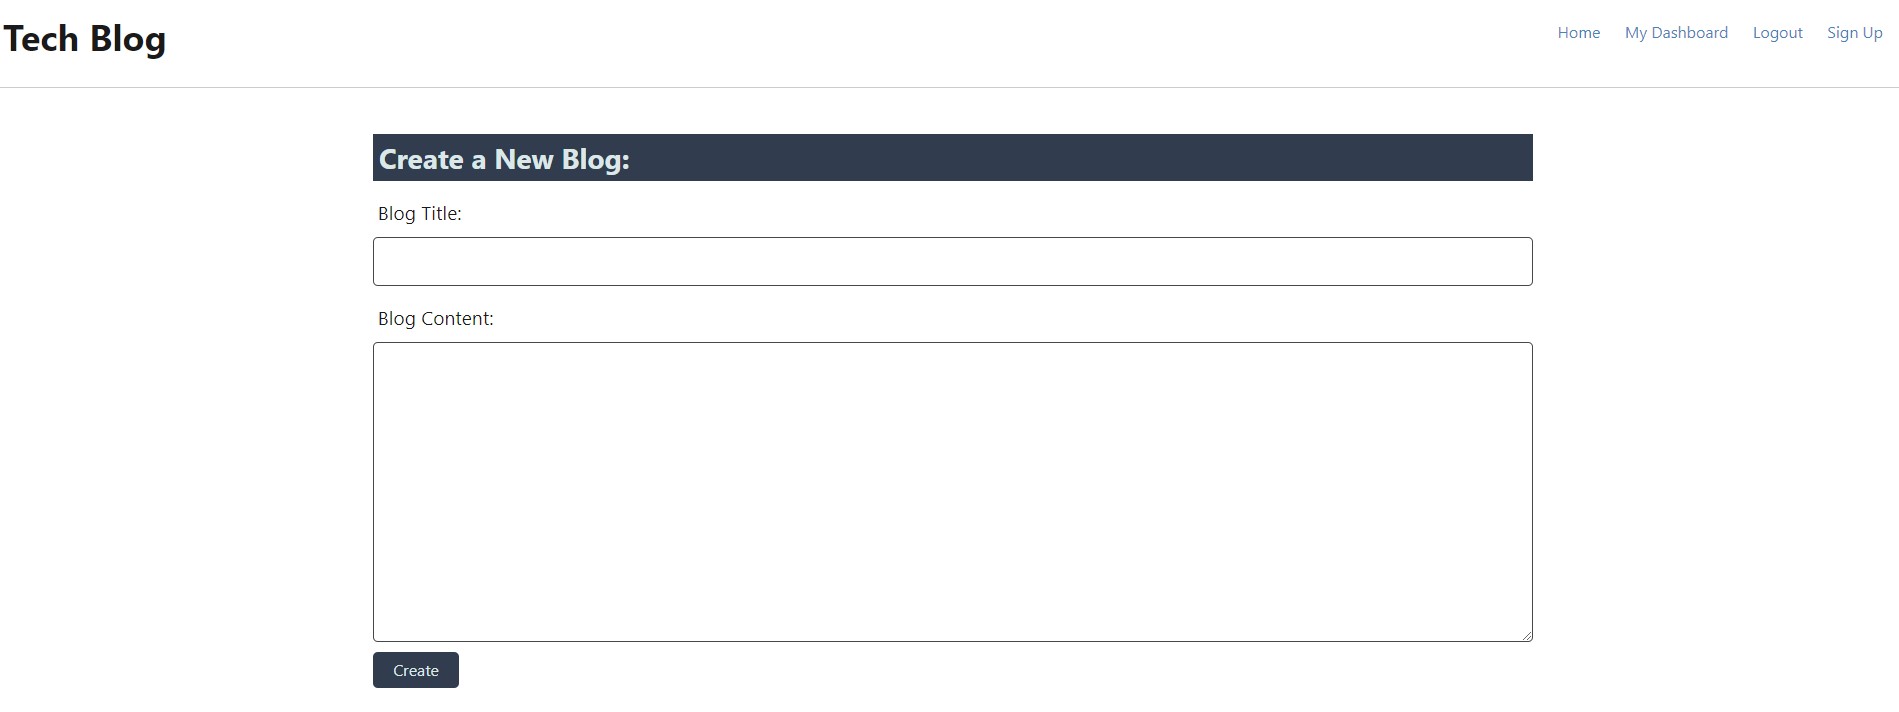 Tech Blog
Home My Dashboard Logout Sign Up
Create a New Blog:
Blog Title:
Blog Content:
Create